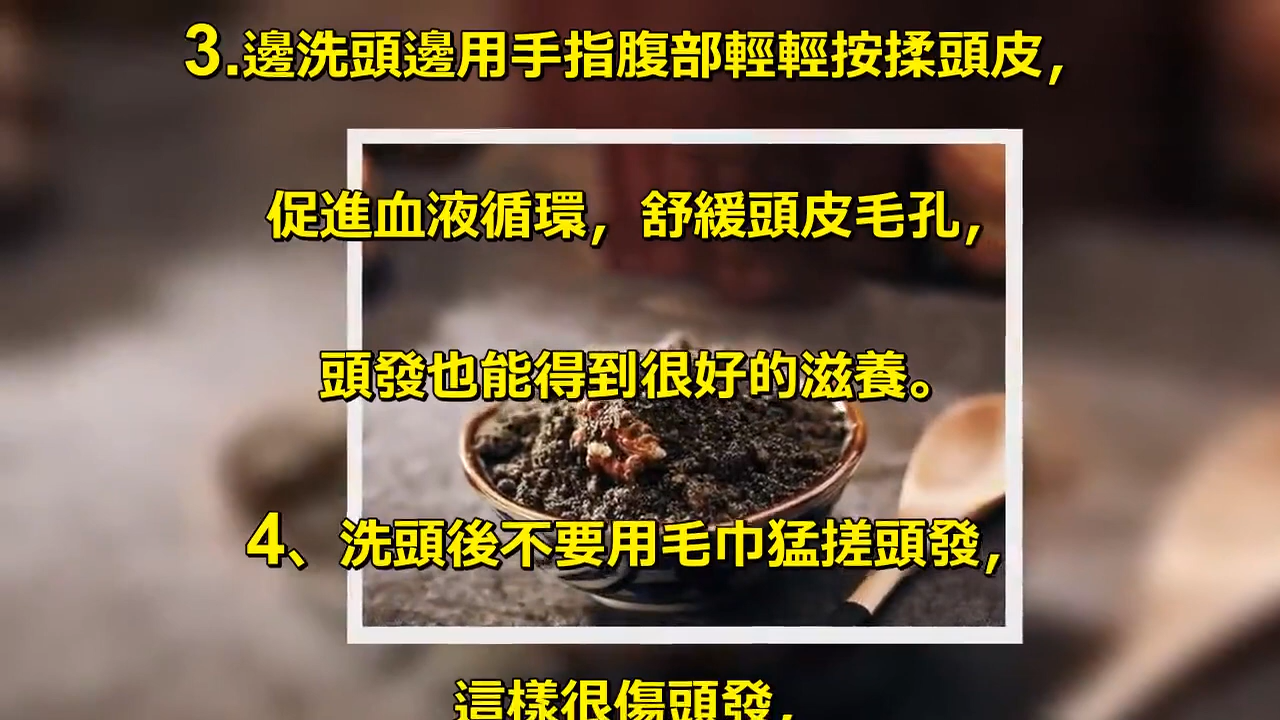 3.邊洗頭邊用手指腹部輕輕按揉頭皮，
促進血液循環，舒緩頭皮毛孔，
頭發也能得到很好的滋養。
4、洗頭後不要用毛巾猛搓頭發，
這樣很傷頭發，